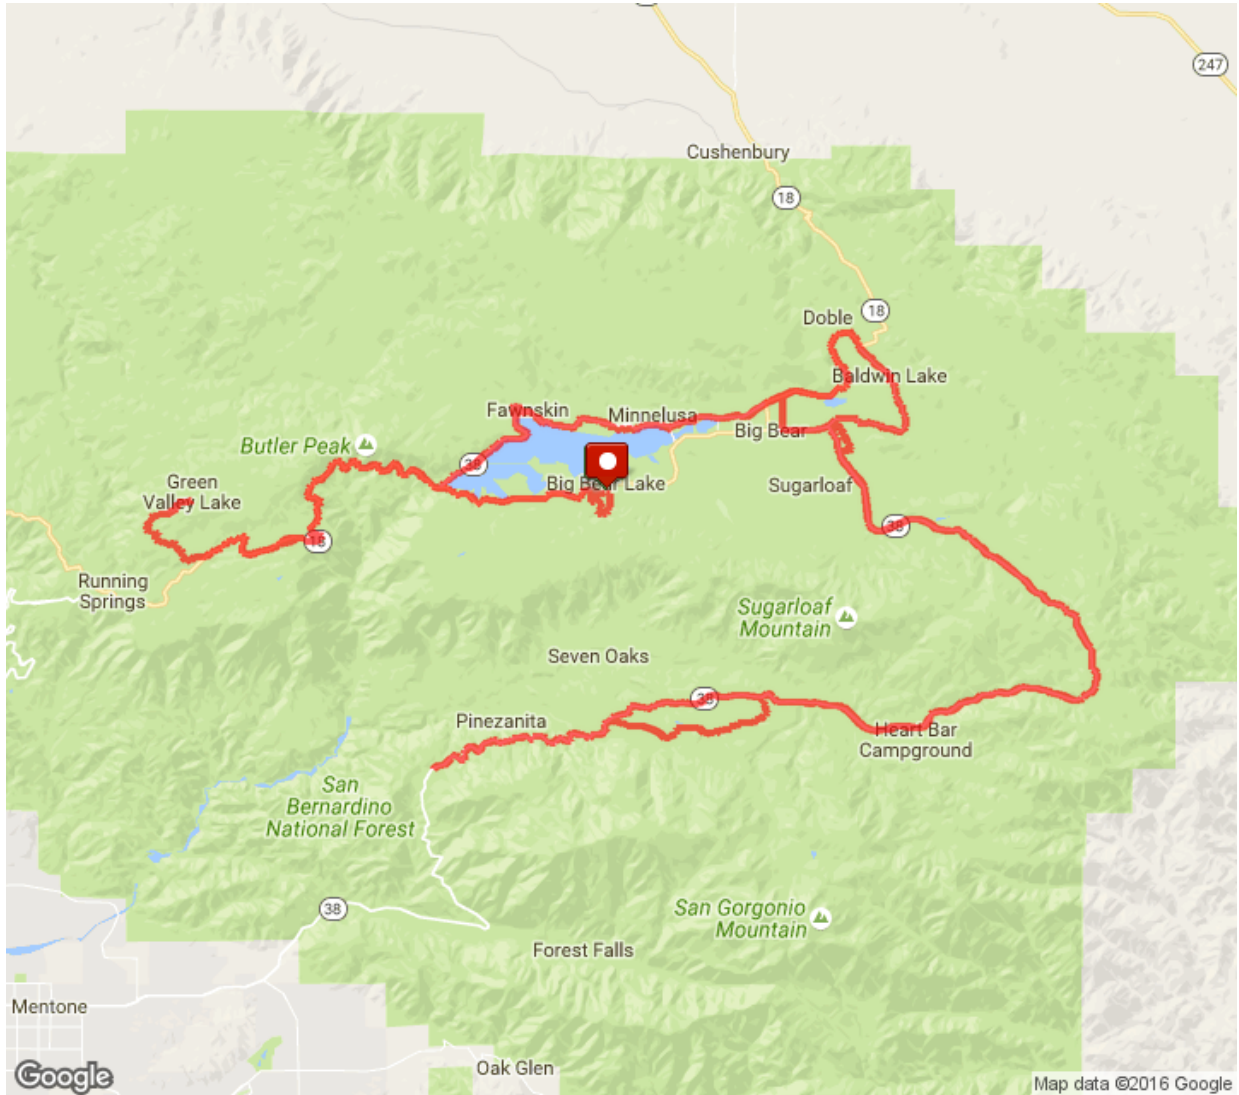 247
Cushenbury
18
18
Doble
Baldwin Lake
Fawnskin
Minnelusa
Big Bear
Butler Peak
38
Big Bear Lake
Green
Valley Lake
Sugarloaf
38
18
Running
Springs
Sugarloaf
Mountain
Seven Oaks
38
Pinezanita
Heart Bar
Campground
San
Bernardino
National Forest
38
San Gorgonio
Mountain
Forest Falls
Mentone
Oak Glen
Google
Map data ©2016 Google